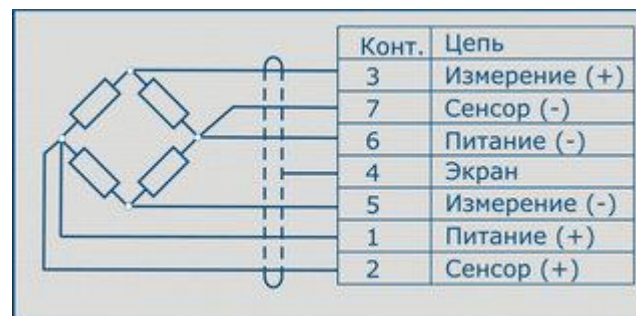 Конт. Цепь
3 Измерение (+)
7 Сенсор (-)
6 Питание (-)
4 Экран
5 Измерение (-)
1 Питание (+)
2 Сенсор (+)